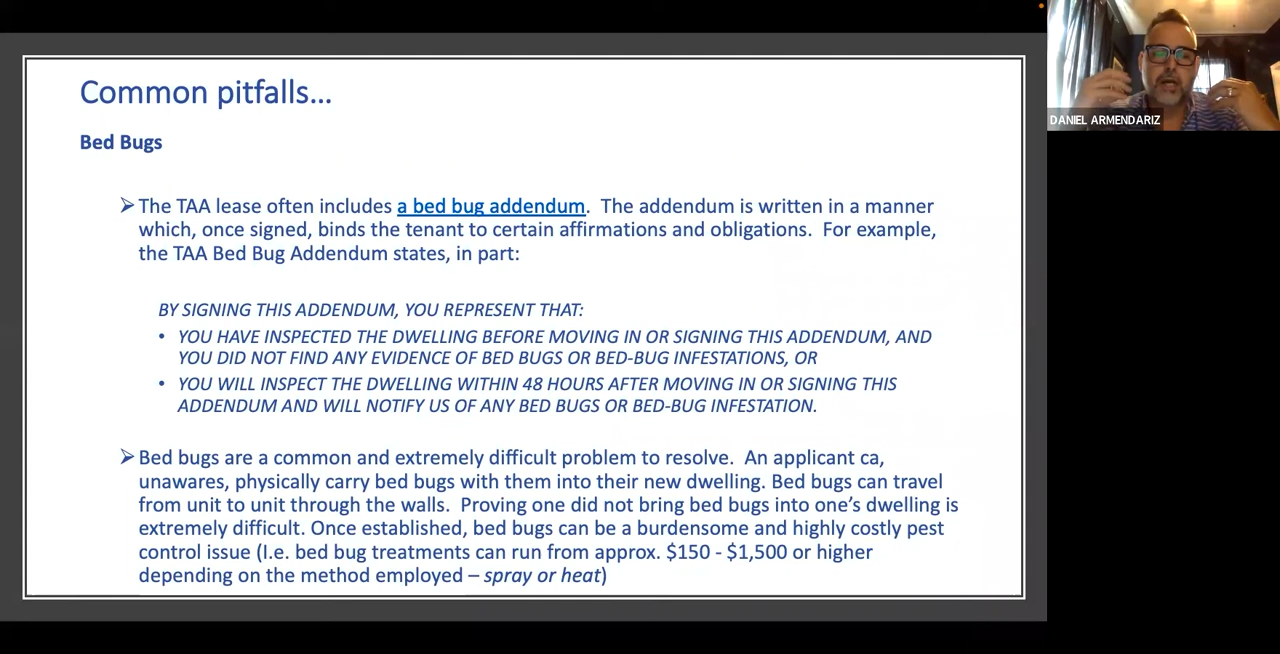 Common pitfalls...
Bed Bugs
➢ The TAA lease often includes a bed bug addendum. The addendum is written in a manner
which, once signed, binds the tenant to certain affirmations and obligations. For example,
the TAA Bed Bug Addendum states, in part:
BY SIGNING THIS ADDENDUM, YOU REPRESENT THAT:
• YOU HAVE INSPECTED THE DWELLING BEFORE MOVING IN OR SIGNING THIS ADDENDUM, AND
YOU DID NOT FIND ANY EVIDENCE OF BED BUGS OR BED-BUG INFESTATIONS, OR
• YOU WILL INSPECT THE DWELLING WITHIN 48 HOURS AFTER MOVING IN OR SIGNING THIS
ADDENDUM AND WILL NOTIFY US OF ANY BED BUGS OR BED-BUG INFESTATION.
➢ Bed bugs are a common and extremely difficult problem to resolve. An applicant ca,
unawares, physically carry bed bugs with them into their new dwelling. Bed bugs can travel
from unit to unit through the walls. Proving one did not bring bed bugs into one’s dwelling is
extremely difficult. Once established, bed bugs can be a burdensome and highly costly pest
control issue (I.e. bed bug treatments can run from approx. $150 - $1,500 or higher
depending on the method employed – spray or heat)
DANIEL ARMENDARIZ